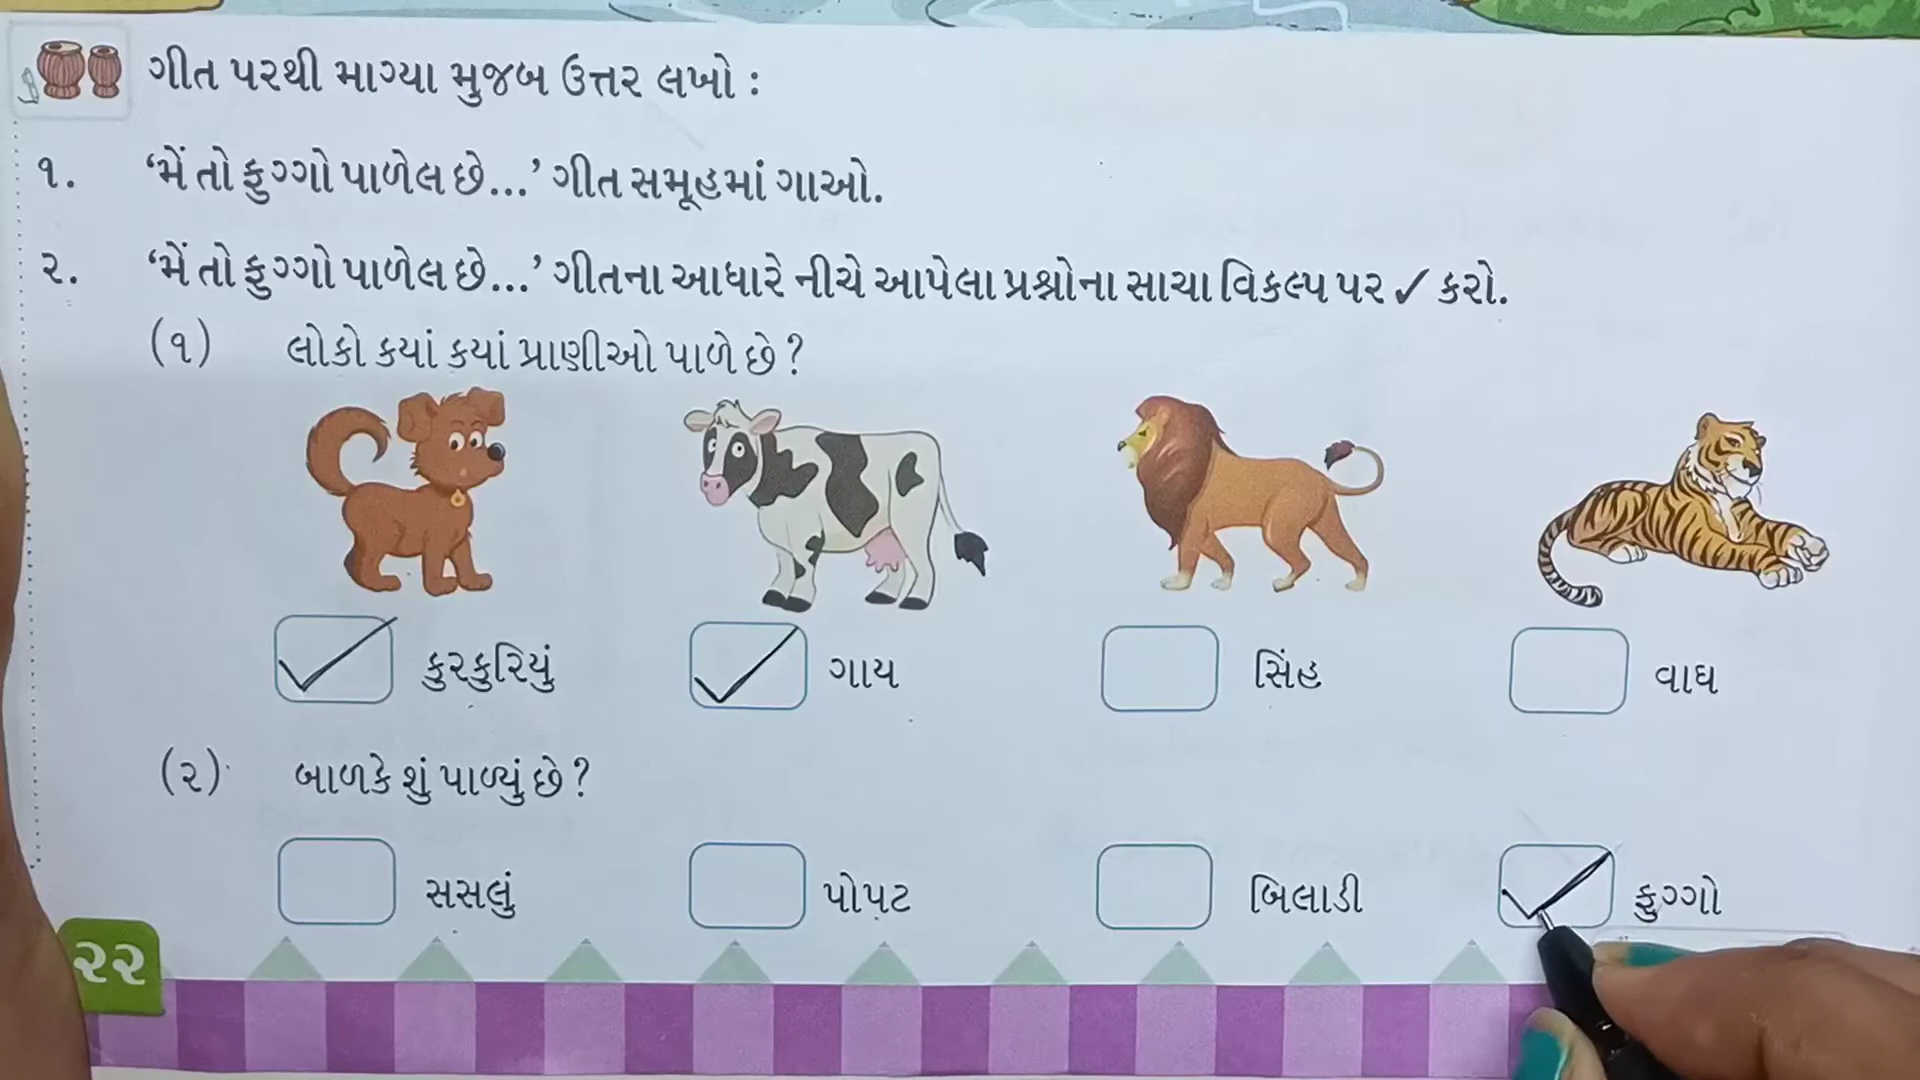 ગીત પરથી માગ્યા મુજબ ઉત્તર લખો :
૧. ‘મેં તો ફુગ્ગો પાળેલ છે...’ ગીત સમૂહમાં ગાઓ.
૨. ‘મેં તો ફુગ્ગો પાળેલ છે...’ ગીતના આધારે નીચે આપેલા પ્રશ્નોના સાચા વિકલ્પ પર ✓ કરો.
(૧) લોકો કયાં કયાં પ્રાણીઓ પાળે છે ?
✓ કુરકુરિયું ✓ ગાય સિંહ વાઘ
(૨) બાળકે શું પાળ્યું છે ?
સસલું પોપટ બિલાડી ✓ ફુગ્ગો
૨૨